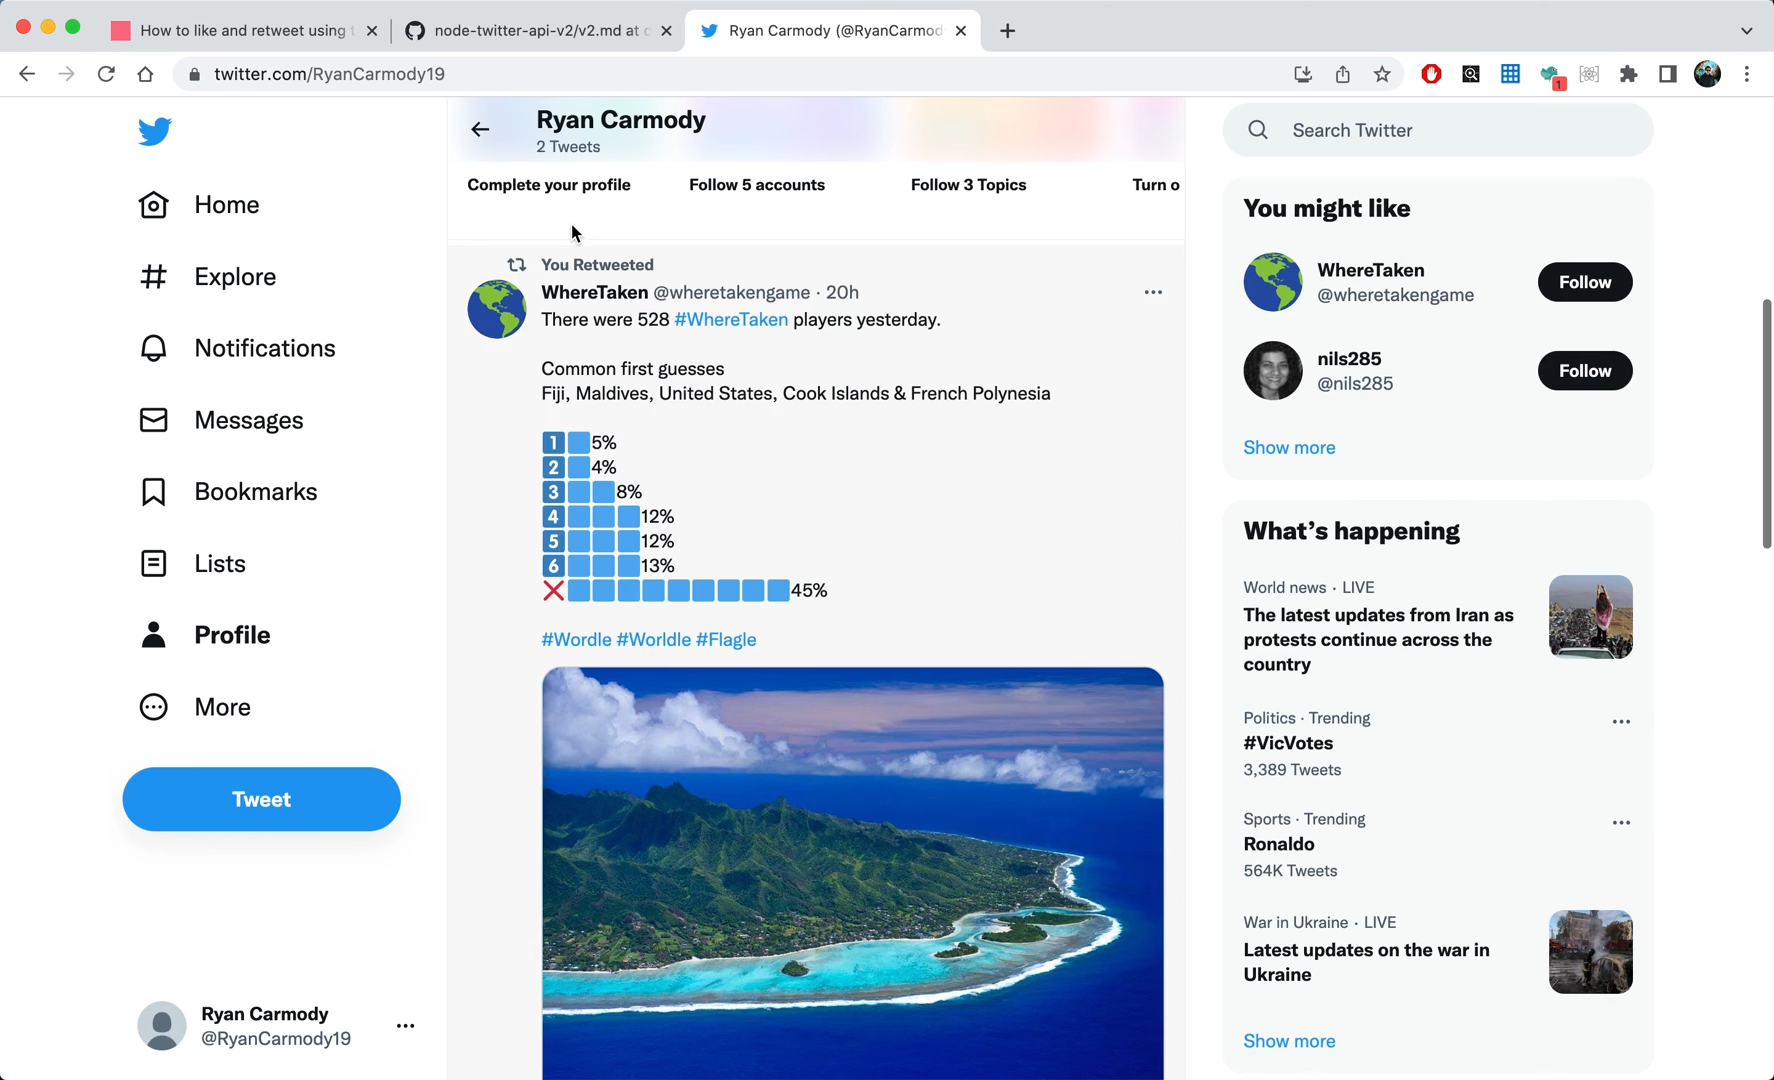 How to like and retweet using t
node-twitter-api-v2/v2.md at
Ryan Carmody (@RyanCarmod
twitter.com/RyanCarmody19
1
Home
Explore
Notifications
Messages
Bookmarks
Lists
Profile
More
Tweet
Ryan Carmody
@RyanCarmody19
Ryan Carmody
2 Tweets
Complete your profile
Follow 5 accounts
Follow 3 Topics
Turn o
You Retweeted
WhereTaken @wheretakengame · 20h
There were 528 #WhereTaken players yesterday.
Common first guesses
Fiji, Maldives, United States, Cook Islands & French Polynesia
1 5%
2 4%
3 8%
4 12%
5 12%
6 13%
❌ 45%
#Wordle #Worldle #Flagle
Search Twitter
You might like
WhereTaken
@wheretakengame
Follow
nils285
@nils285
Follow
Show more
What's happening
World news · LIVE
The latest updates from Iran as
protests continue across the
country
Politics · Trending
#VicVotes
3,389 Tweets
Sports · Trending
Ronaldo
564K Tweets
War in Ukraine · LIVE
Latest updates on the war in
Ukraine
Show more